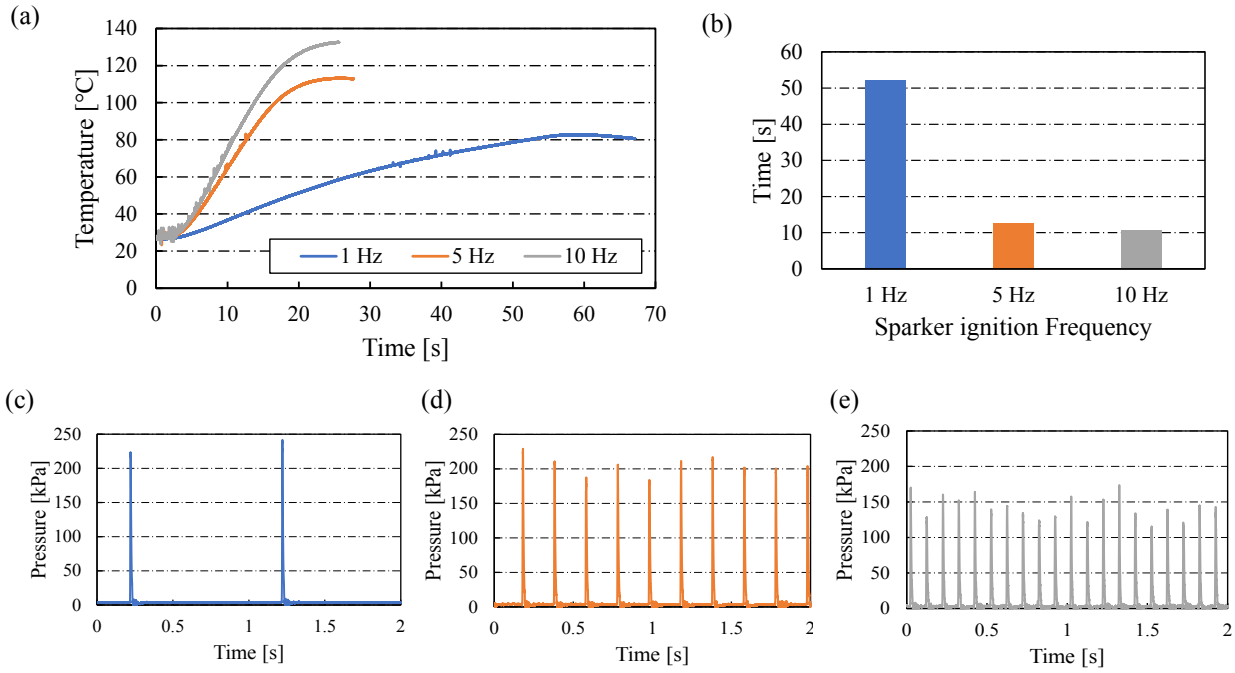 (a)
Temperature [°C]
140
120
100
80
60
40
20
0
1 Hz 5 Hz 10 Hz
0 10 20 30 40 50 60 70
Time [s]
(b)
Time [s]
60
50
40
30
20
10
0
1 Hz 5 Hz 10 Hz
Sparker ignition Frequency
(c)
Pressure [kPa]
250
200
150
100
50
0
0 0.5 1 1.5 2
Time [s]
(d)
Pressure [kPa]
250
200
150
100
50
0
0 0.5 1 1.5 2
Time [s]
(e)
Pressure [kPa]
250
200
150
100
50
0
0 0.5 1 1.5 2
Time [s]